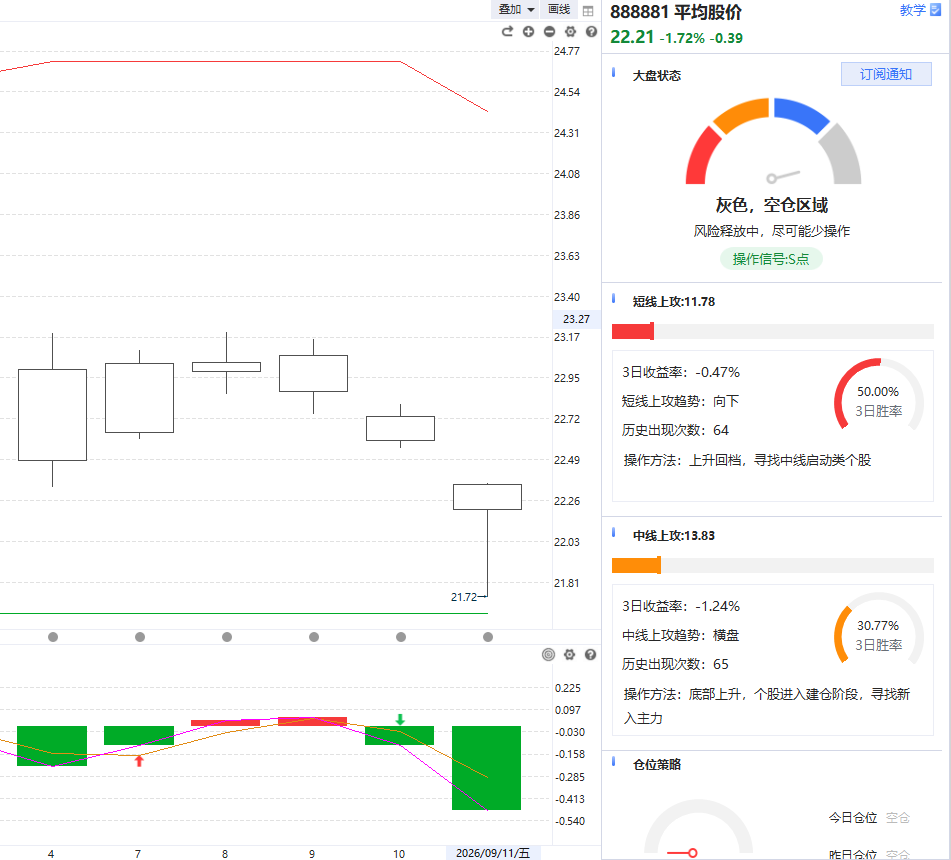 叠加 画线
24.77
24.54
24.31
24.08
23.86
23.63
23.40
23.27
23.17
22.95
22.72
22.49
22.26
22.03
21.81
21.72
0.225
0.097
-0.030
-0.158
-0.285
-0.413
-0.540
4 7 8 9 10 2026/09/11/五
888881 平均股价 教学
22.21 -1.72% -0.39
大盘状态 订阅通知
灰色，空仓区域
风险释放中，尽可能少操作
操作信号:S点
短线上攻:11.78
3日收益率：-0.47%
短线上攻趋势：向下
历史出现次数：64
操作方法：上升回档，寻找中线启动类个股
50.00%
3日胜率
中线上攻:13.83
3日收益率：-1.24%
中线上攻趋势：横盘
历史出现次数：65
操作方法：底部上升，个股进入建仓阶段，寻找新
入主力
30.77%
3日胜率
仓位策略
今日仓位 空仓
昨日仓位 空仓